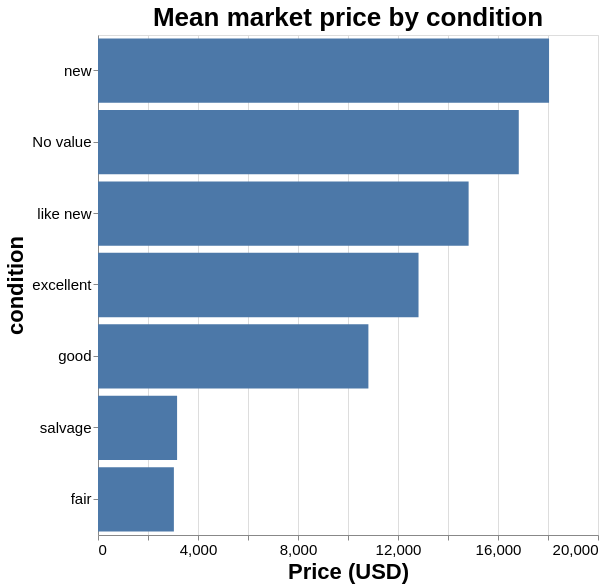 Mean market price by condition
new
No value
like new
excellent
good
salvage
fair
condition
0 4,000 8,000 12,000 16,000 20,000
Price (USD)